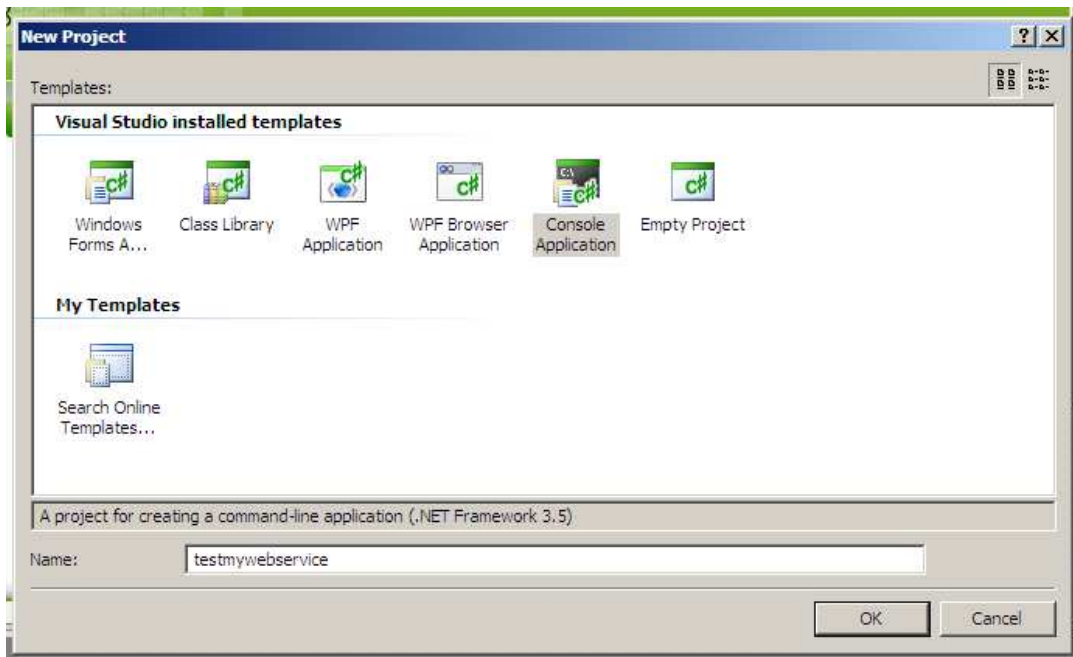 New Project
Templates:
Visual Studio installed templates
Windows Forms A...
Class Library
WPF Application
WPF Browser Application
Console Application
Empty Project
My Templates
Search Online Templates...
A project for creating a command-line application (.NET Framework 3.5)
Name:
testmywebservice
OK
Cancel